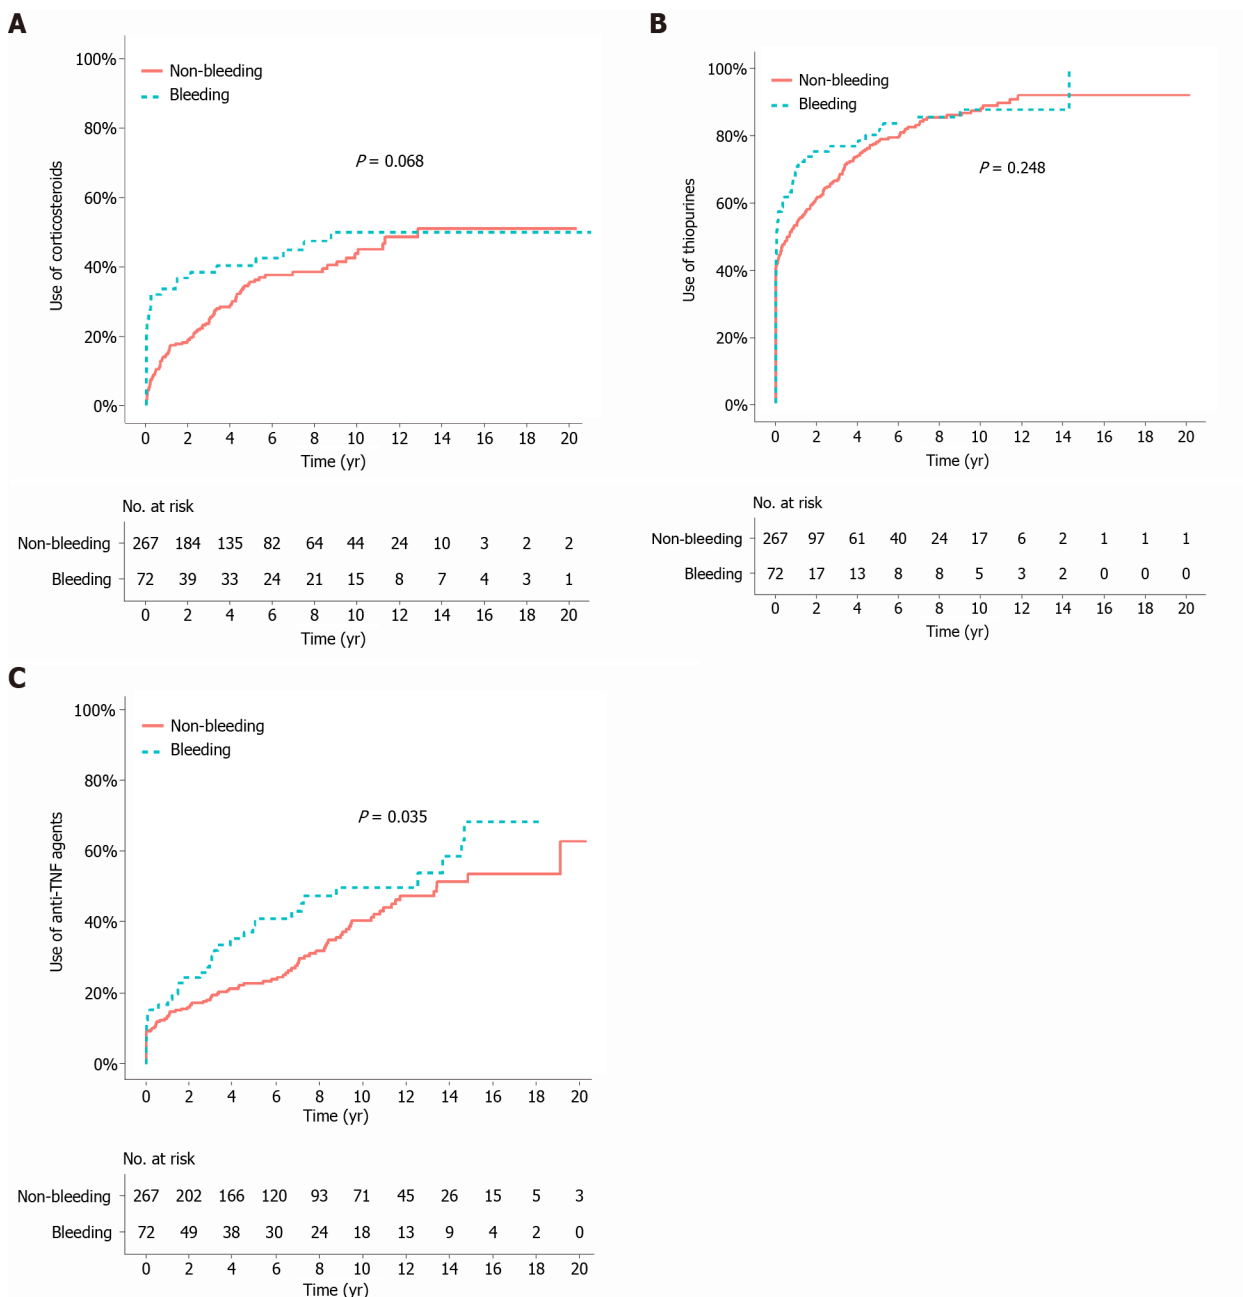 A
100%
80%
60%
40%
20%
0%
Use of corticosteroids
Non-bleeding
Bleeding
P = 0.068
0 2 4 6 8 10 12 14 16 18 20
Time (yr)
No. at risk
Non-bleeding 267 184 135 82 64 44 24 10 3 2 2
Bleeding 72 39 33 24 21 15 8 7 4 3 1
0 2 4 6 8 10 12 14 16 18 20
Time (yr)
B
100%
80%
60%
40%
20%
0%
Use of thiopurines
Non-bleeding
Bleeding
P = 0.248
0 2 4 6 8 10 12 14 16 18 20
Time (yr)
No. at risk
Non-bleeding 267 97 61 40 24 17 6 2 1 1 1
Bleeding 72 17 13 8 8 5 3 2 0 0 0
0 2 4 6 8 10 12 14 16 18 20
Time (yr)
C
100%
80%
60%
40%
20%
0%
Use of anti-TNF agents
Non-bleeding
Bleeding
P = 0.035
0 2 4 6 8 10 12 14 16 18 20
Time (yr)
No. at risk
Non-bleeding 267 202 166 120 93 71 45 26 15 5 3
Bleeding 72 49 38 30 24 18 13 9 4 2 0
0 2 4 6 8 10 12 14 16 18 20
Time (yr)